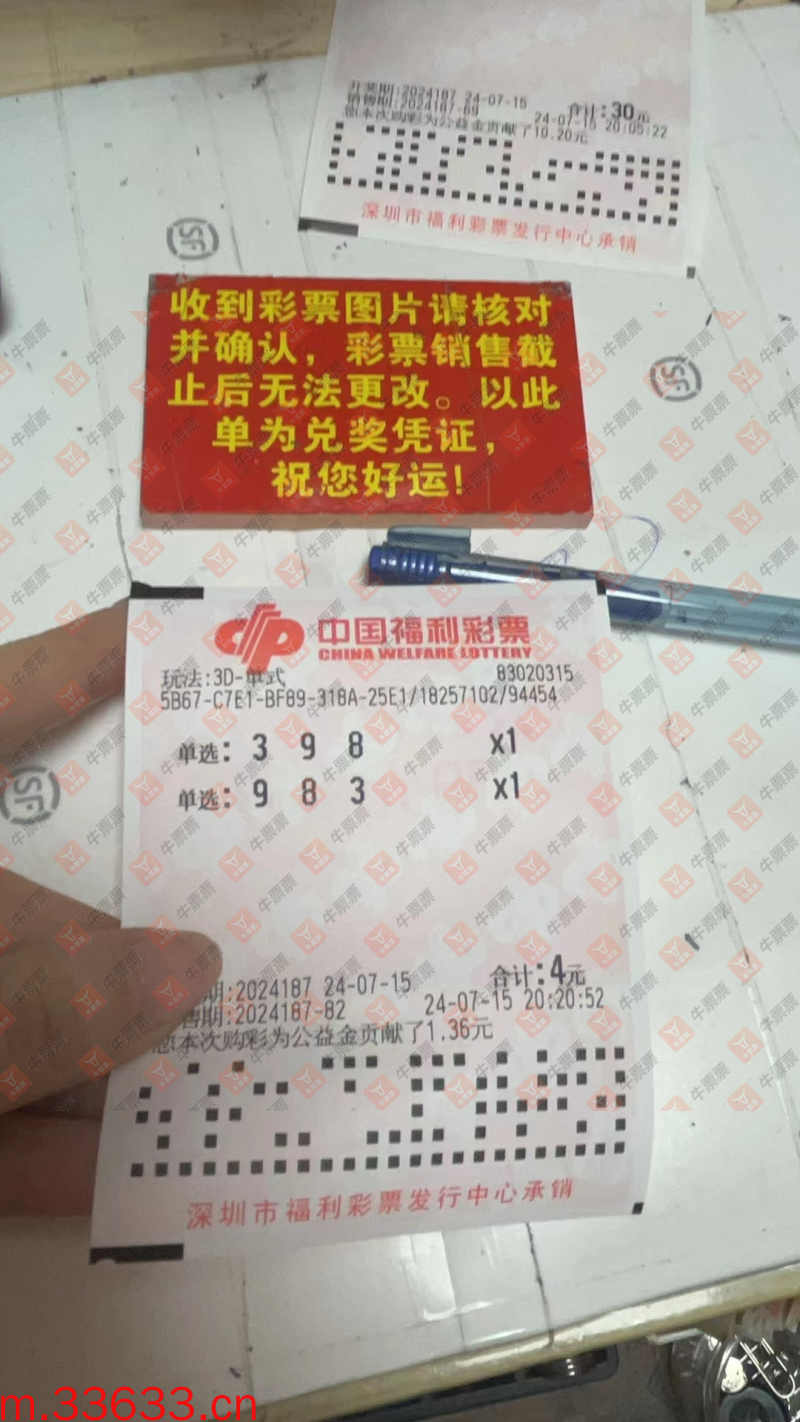 开奖期:2024187 24-07-15 合计:30元
销售期:2024187-69 24-07-15 20:05:22
您本次购彩为公益金贡献了10.20元
深圳市福利彩票发行中心承销
SF
收到彩票图片请核对
并确认，彩票销售截
止后无法更改。以此
单为兑奖凭证，
祝您好运!
SF
中国福利彩票
CHINA WELFARE LOTTERY
玩法:3D-单式 83020315
5B67-C7E1-BF89-318A-25E1/18257102/94454
单选: 3 9 8 x1
SF
单选: 9 8 3 x1
期:2024187 24-07-15 合计:4元
售期:2024187-82 24-07-15 20:20:52
您本次购彩为公益金贡献了1.36元
深圳市福利彩票发行中心承销
牛票票
m.33633.cn